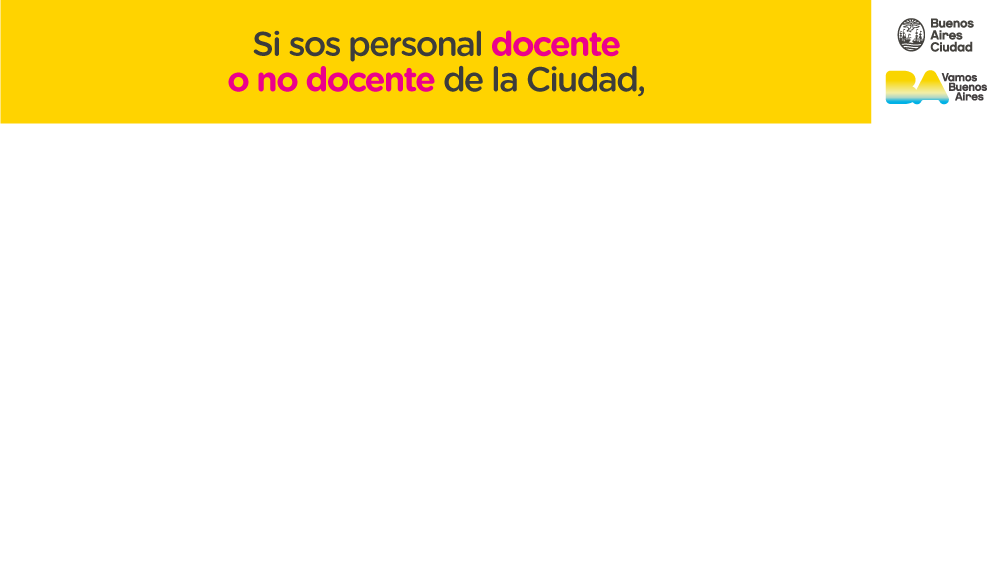 Si sos personal docente
o no docente de la Ciudad,
Buenos
Aires
Ciudad
BA
Vamos
Buenos
Aires